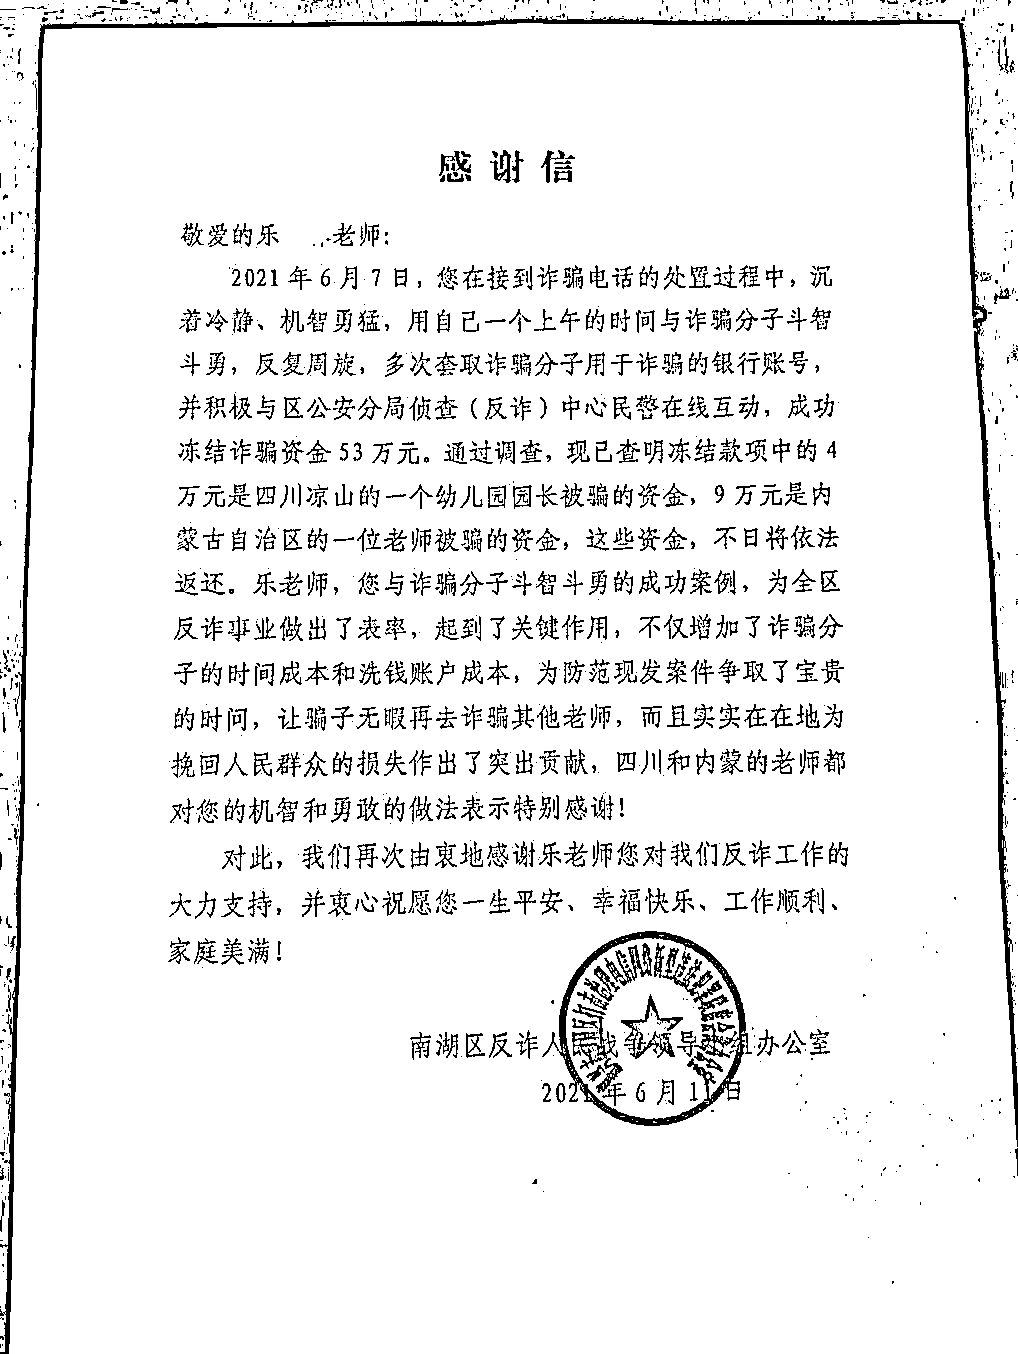 感谢信
敬爱的乐 老师:
2021年6月7日，您在接到诈骗电话的处置过程中，沉
着冷静、机智勇猛，用自己一个上午的时间与诈骗分子斗智
斗勇，反复周旋，多次套取诈骗分子用于诈骗的银行账号，
并积极与区公安分局侦查（反诈）中心民警在线互动，成功
冻结诈骗资金53万元。通过调查，现已查明冻结款项中的4
万元是四川凉山的一个幼儿园园长被骗的资金，9万元是内
蒙古自治区的一位老师被骗的资金，这些资金，不日将依法
返还。乐老师，您与诈骗分子斗智斗勇的成功案例，为全区
反诈事业做出了表率，起到了关键作用，不仅增加了诈骗分
子的时间成本和洗钱账户成本，为防范现发案件争取了宝贵
的时间，让骗子无暇再去诈骗其他老师，而且实实在在地为
挽回人民群众的损失作出了突出贡献，四川和内蒙的老师都
对您的机智和勇敢的做法表示特别感谢！
对此，我们再次由衷地感谢乐老师您对我们反诈工作的
大力支持，并衷心祝愿您一生平安、幸福快乐、工作顺利、
家庭美满！
南湖区反诈人民战争领导小组办公室
2021年6月11日